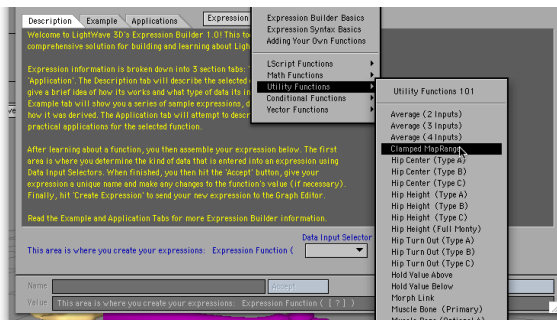 Description
Example
Applications
Expression
Welcome to LightWave 3D's Expression Builder 1.0! This to
comprehensive solution for building and learning about Ligh
Expression information is broken down into 3 section tabs: '
'Application'. The Description tab will describe the selected
give a brief idea of how its works and what type of data its in
Example tab will show you a series of sample expressions, d
how it was derived. The Application tab will attempt to descr
practical applications for the selected function.
After learning about a function, you then assemble your expression below. The first
area is where you determine the kind of data that is entered into an expression using
Data Input Selectors. When finished, you then hit the 'Accept' button, give your
expression a unique name and make any changes to the function's value (if necessary).
Finally, hit 'Create Expression' to send your new expression to the Graph Editor.
Read the Example and Application Tabs for more Expression Builder information.
Data Input Selector
This area is where you create your expressions: Expression Function (
Name
Accept
Value
This area is where you create your expressions: Expression Function ( [ ? ] )
Expression Builder Basics
Expression Syntax Basics
Adding Your Own Functions
LScript Functions
Math Functions
Utility Functions
Conditional Functions
Vector Functions
Utility Functions 101
Average (2 Inputs)
Average (3 Inputs)
Average (4 Inputs)
Clamped MapRange
Hip Center (Type A)
Hip Center (Type B)
Hip Center (Type C)
Hip Height (Type A)
Hip Height (Type B)
Hip Height (Type C)
Hip Height (Full Monty)
Hip Turn Out (Type A)
Hip Turn Out (Type B)
Hip Turn Out (Type C)
Hold Value Above
Hold Value Below
Morph Link
Muscle Bone (Primary)
Muscle Bone (Optional A)